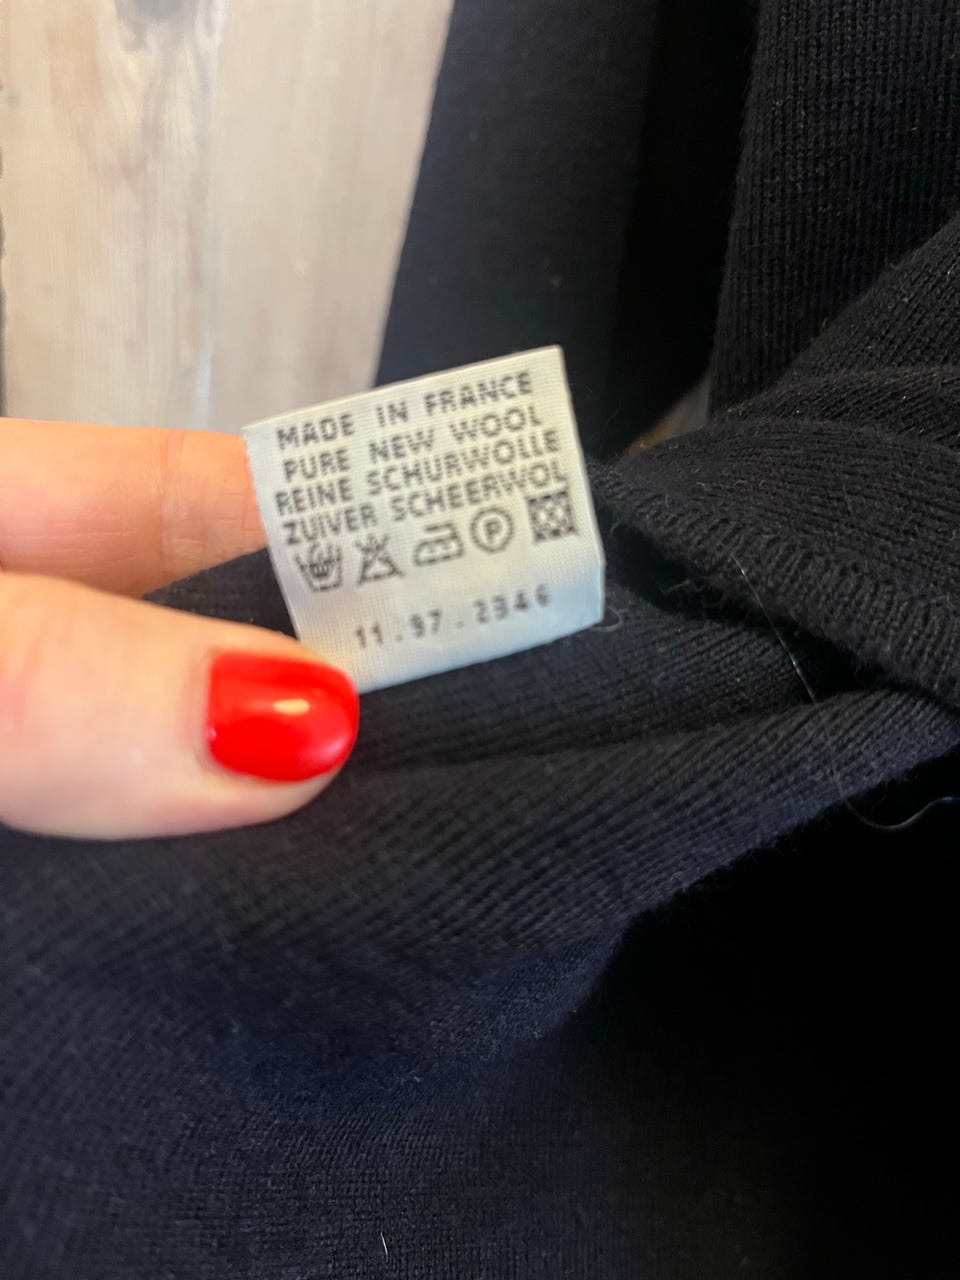 MADE IN FRANCE
PURE NEW WOOL
REINE SCHURWOLLE
ZUIVER SCHEERWOL
P
11.97.2346